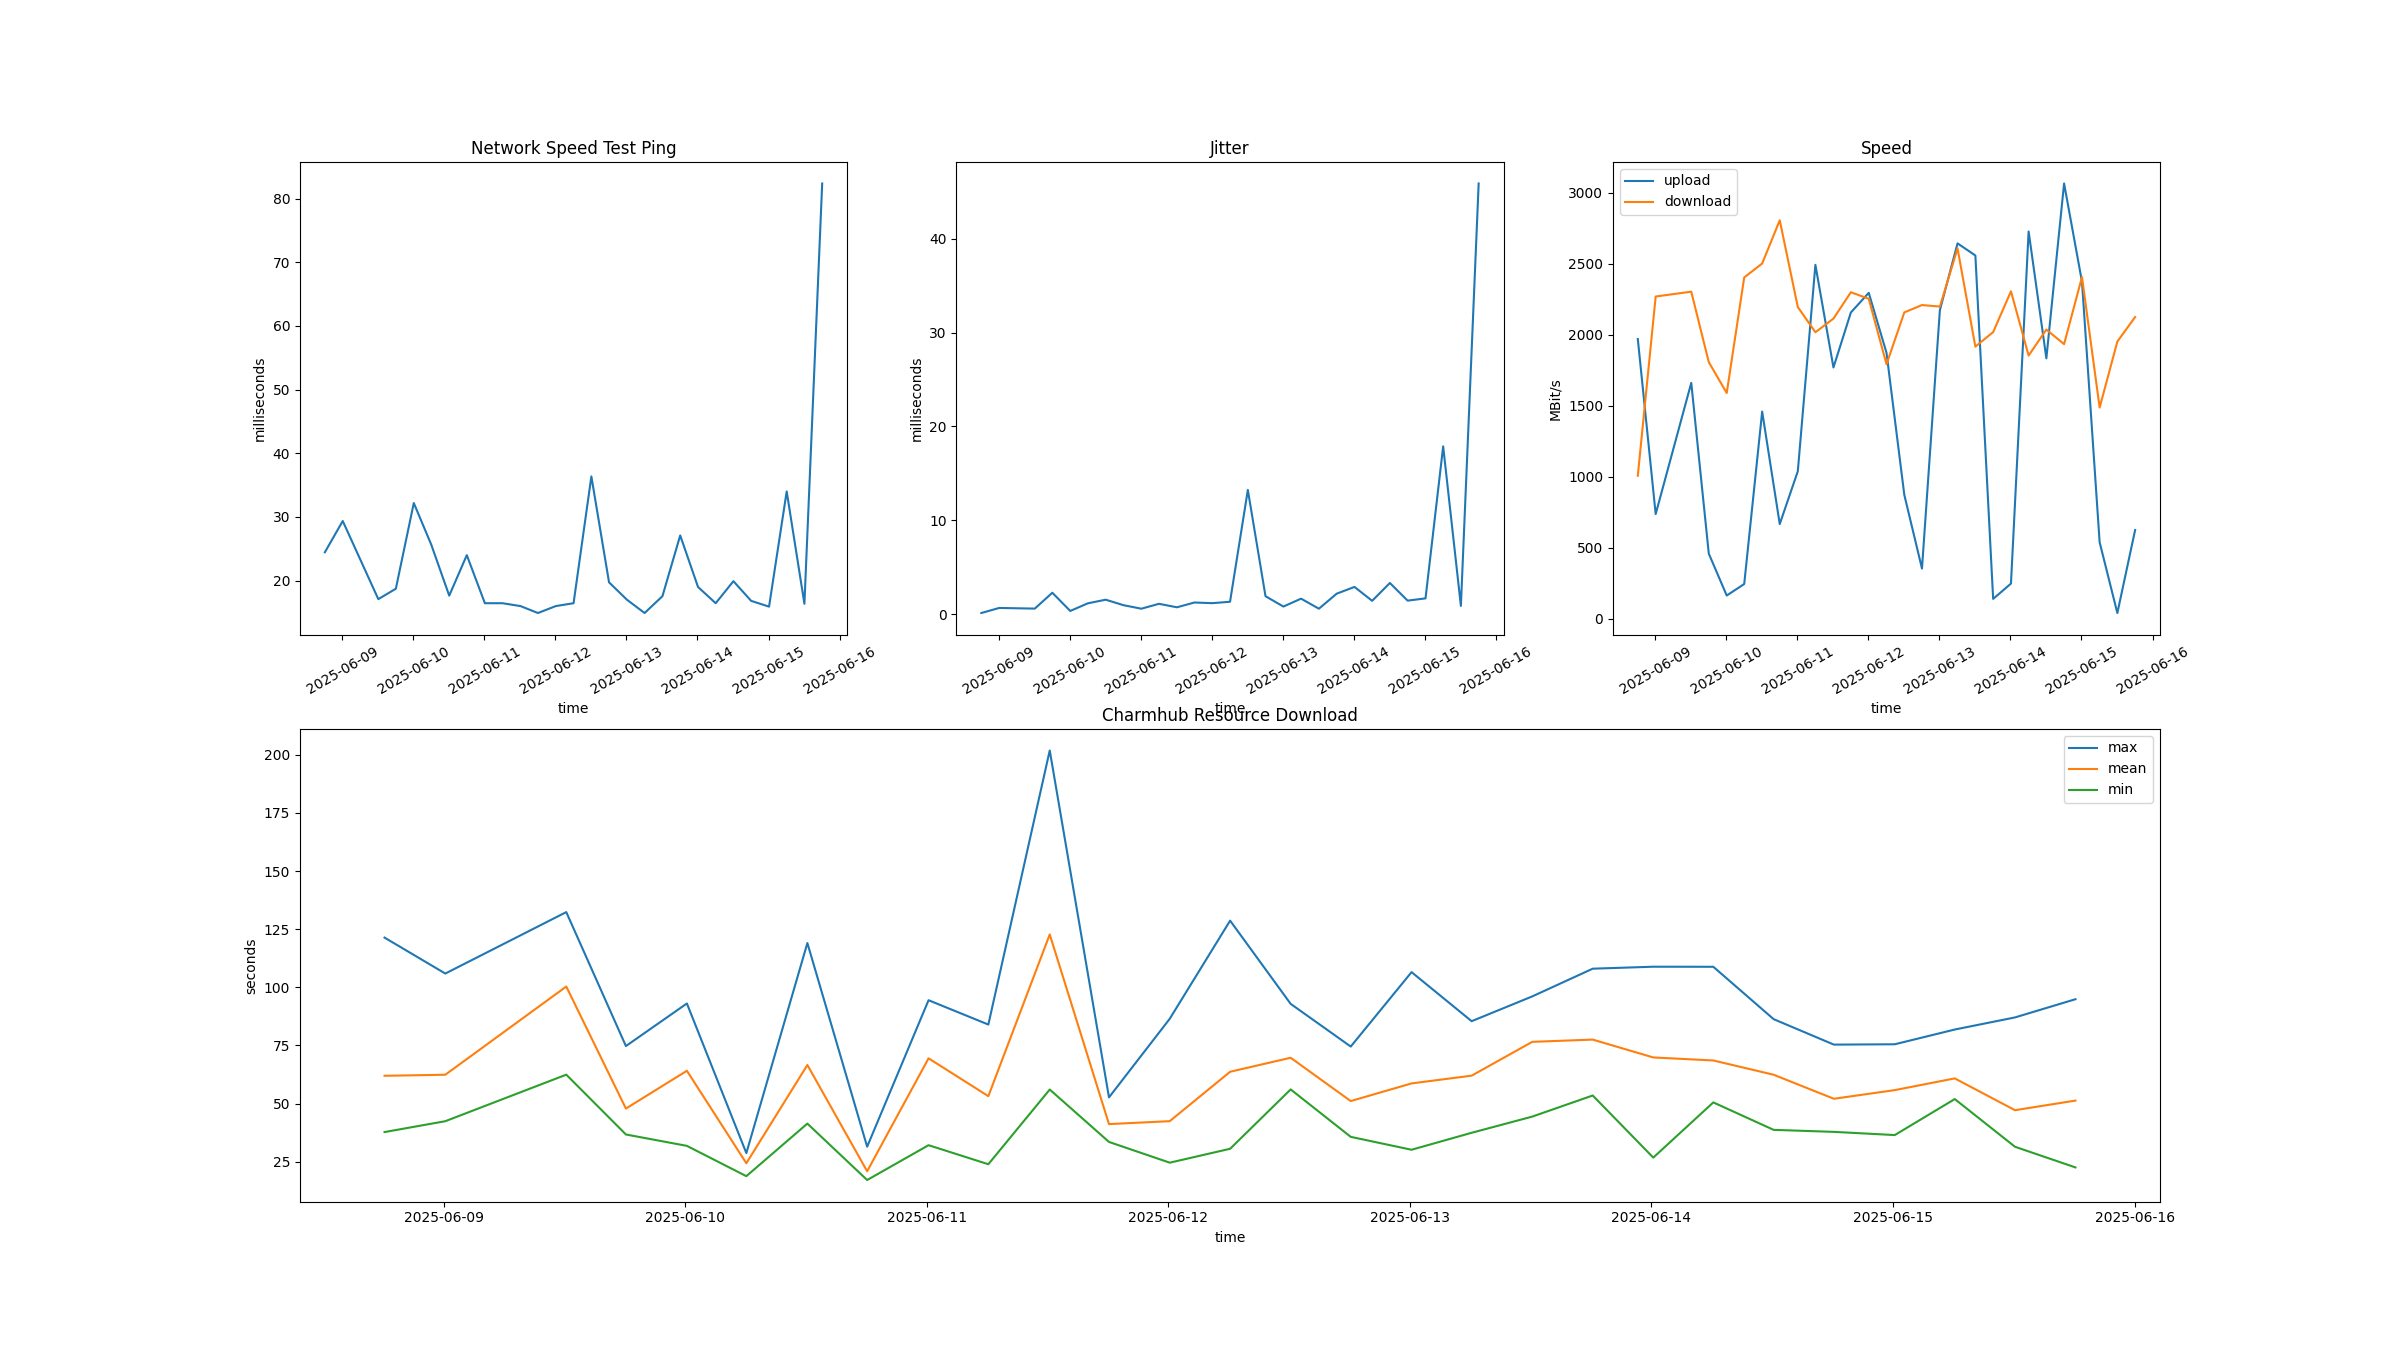 Network Speed Test Ping
milliseconds
80
70
60
50
40
30
20
2025-06-09 2025-06-10 2025-06-11 2025-06-12 2025-06-13 2025-06-14 2025-06-15 2025-06-16
time
Jitter
milliseconds
40
30
20
10
0
2025-06-09 2025-06-10 2025-06-11 2025-06-12 2025-06-13 2025-06-14 2025-06-15 2025-06-16
time
Speed
upload
download
MBit/s
3000
2500
2000
1500
1000
500
0
2025-06-09 2025-06-10 2025-06-11 2025-06-12 2025-06-13 2025-06-14 2025-06-15 2025-06-16
time
Charmhub Resource Download
max
mean
min
seconds
200
175
150
125
100
75
50
25
2025-06-09 2025-06-10 2025-06-11 2025-06-12 2025-06-13 2025-06-14 2025-06-15 2025-06-16
time